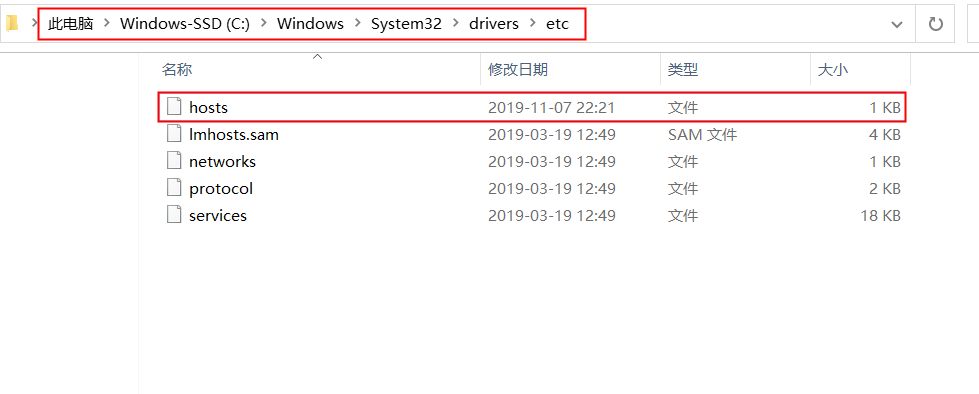 此电脑 > Windows-SSD (C:) > Windows > System32 > drivers > etc
名称 修改日期 类型 大小
hosts 2019-11-07 22:21 文件 1 KB
lmhosts.sam 2019-03-19 12:49 SAM 文件 4 KB
networks 2019-03-19 12:49 文件 1 KB
protocol 2019-03-19 12:49 文件 2 KB
services 2019-03-19 12:49 文件 18 KB